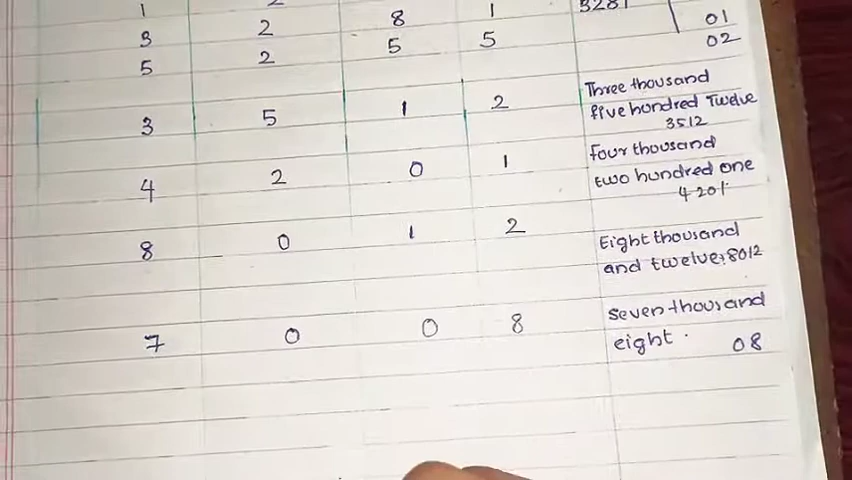 3281
3 2 8 1 01
5 2 5 5 02
Three thousand
3 5 1 2 five hundred Twelve
3512
four thousand
4 2 0 1 two hundred one
4201
8 0 1 2 Eight thousand
and twelve:8012
7 0 0 8 Seven thousand
eight. 08